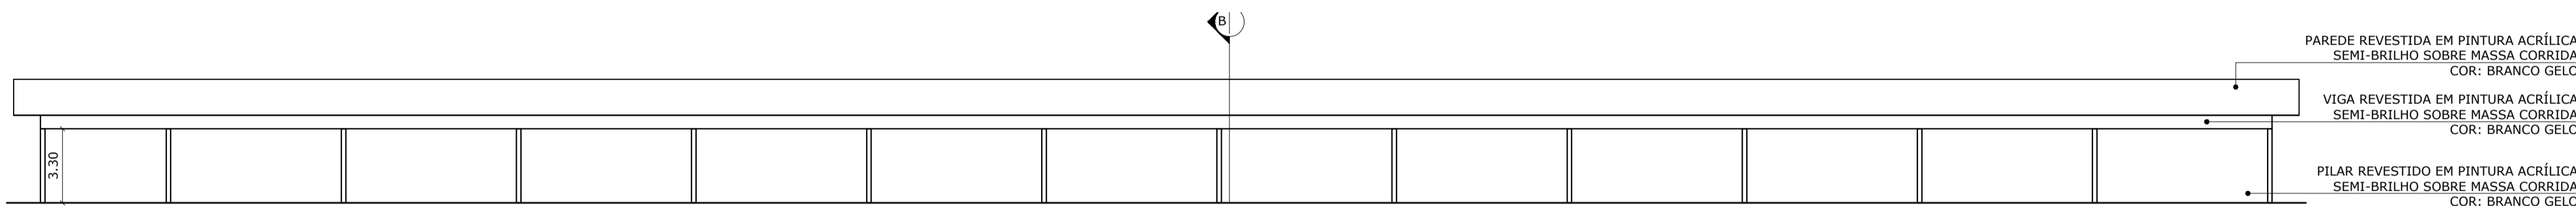 B
PAREDE REVESTIDA EM PINTURA ACRÍLICA
SEMI-BRILHO SOBRE MASSA CORRIDA
COR: BRANCO GELO
VIGA REVESTIDA EM PINTURA ACRÍLICA
SEMI-BRILHO SOBRE MASSA CORRIDA
COR: BRANCO GELO
3.30
PILAR REVESTIDO EM PINTURA ACRÍLICA
SEMI-BRILHO SOBRE MASSA CORRIDA
COR: BRANCO GELO